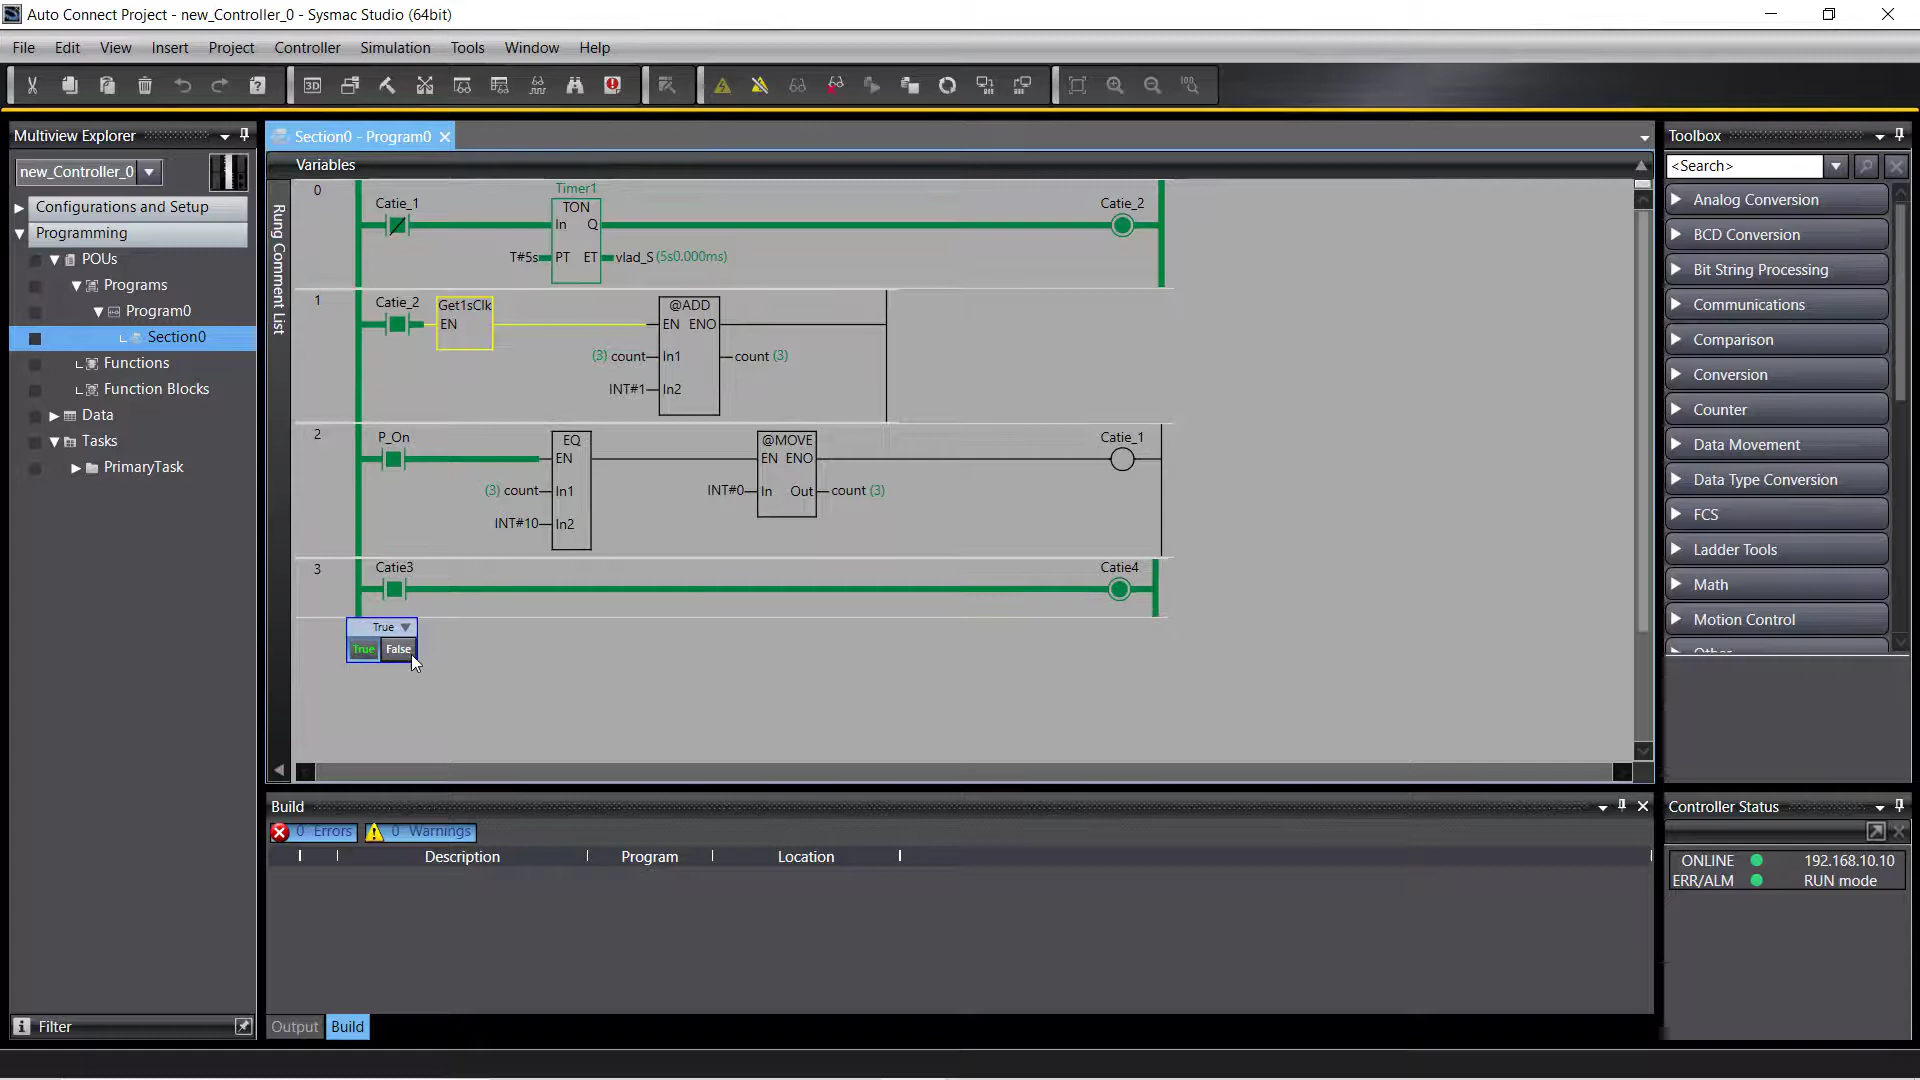 Auto Connect Project - new_Controller_0 - Sysmac Studio (64bit)
File Edit View Insert Project Controller Simulation Tools Window Help
3D
100
Multiview Explorer
new_Controller_0
Configurations and Setup
Programming
POUs
Programs
Program0
Section0
Functions
Function Blocks
Data
Tasks
PrimaryTask
Filter
Section0 - Program0
Variables
Rung Comment List
0
Catie_1
Timer1
TON
In Q
T#5s
PT ET
vlad_S (5s0.000ms)
Catie_2
1
Catie_2
Get1sClk
EN
@ADD
EN ENO
(3) count
In1
count (3)
INT#1
In2
2
P_On
EQ
EN
@MOVE
EN ENO
Catie_1
(3) count
In1
INT#0
In Out
count (3)
INT#10
In2
3
Catie3
Catie4
True
True False
Build
0 Errors 0 Warnings
Description Program Location
Output Build
Toolbox
<Search>
Analog Conversion
BCD Conversion
Bit String Processing
Communications
Comparison
Conversion
Counter
Data Movement
Data Type Conversion
FCS
Ladder Tools
Math
Motion Control
Other
Controller Status
ONLINE 192.168.10.10
ERR/ALM RUN mode